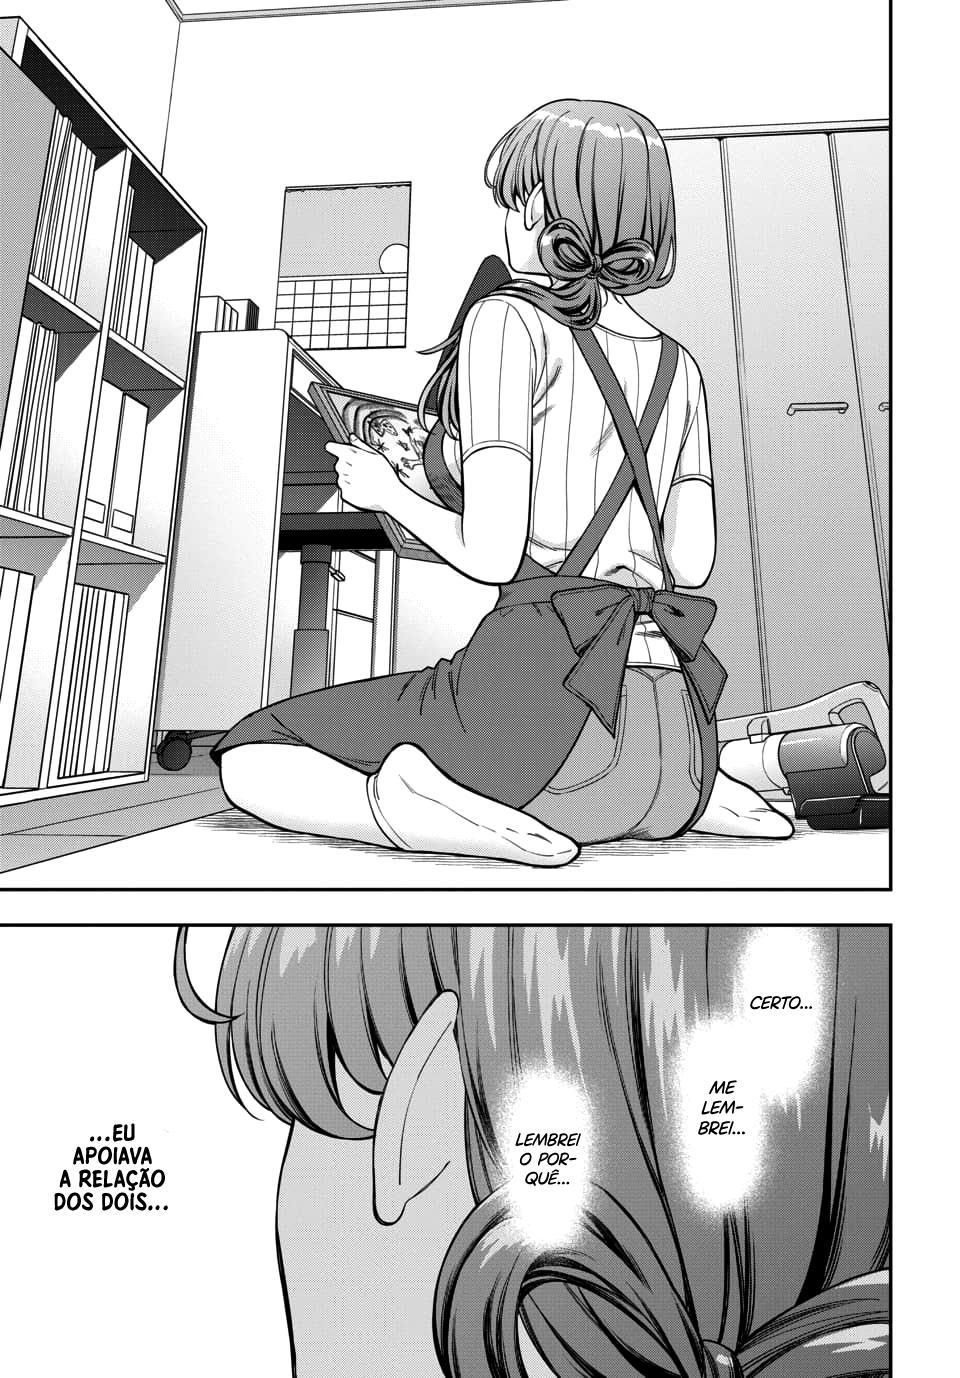 CERTO...
ME
LEM-
BREI...
LEMBREI
O POR-
QUÊ...
...EU
APOIAVA
A RELAÇÃO
DOS DOIS...